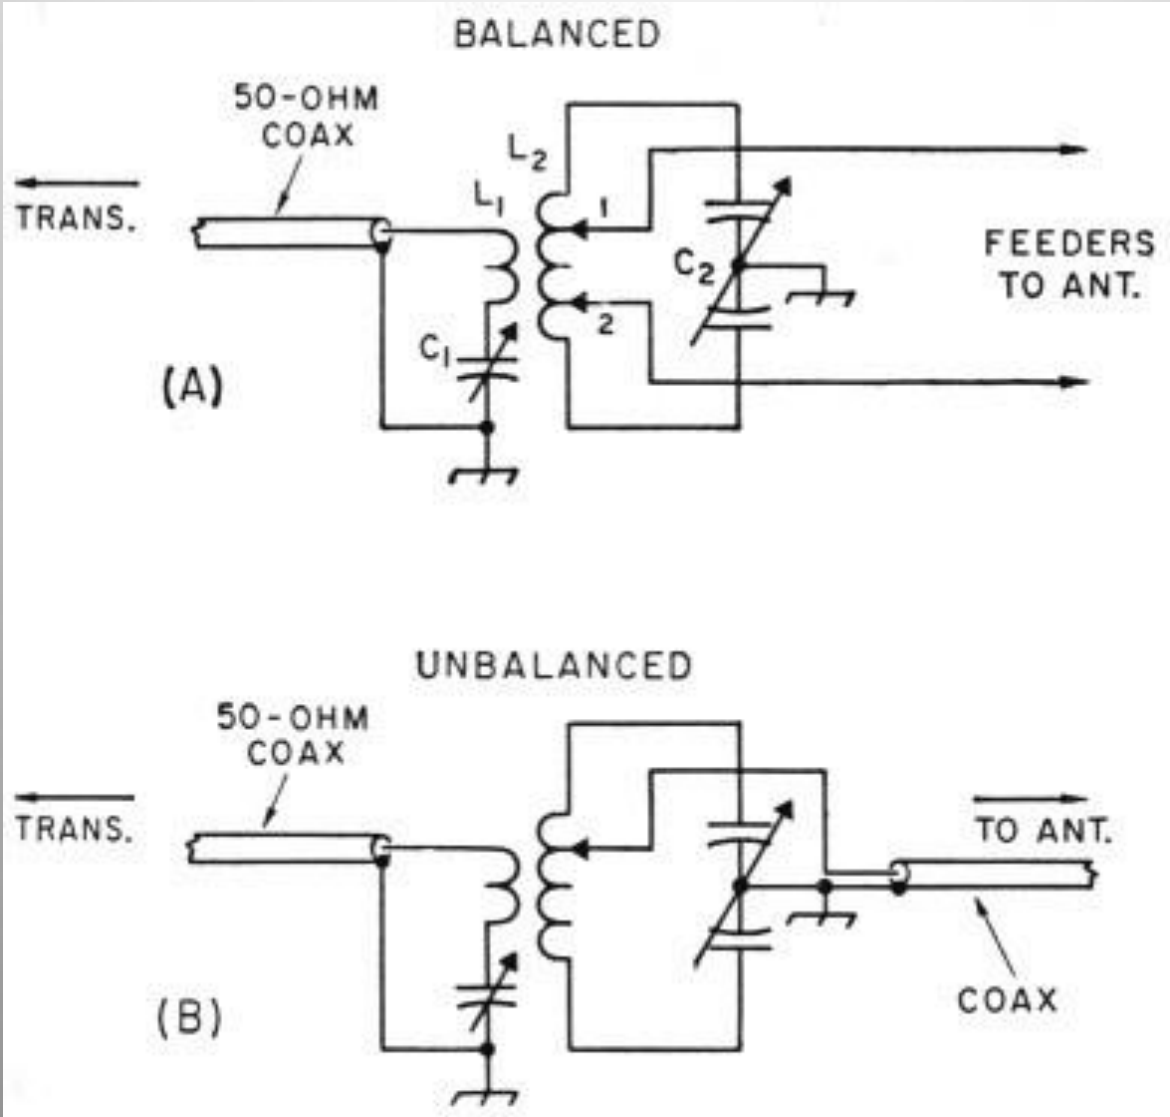 BALANCED
50-OHM
COAX
TRANS.
L1
L2
1
2
C1
C2
FEEDERS
TO ANT.
(A)
UNBALANCED
50-OHM
COAX
TRANS.
TO ANT.
COAX
(B)